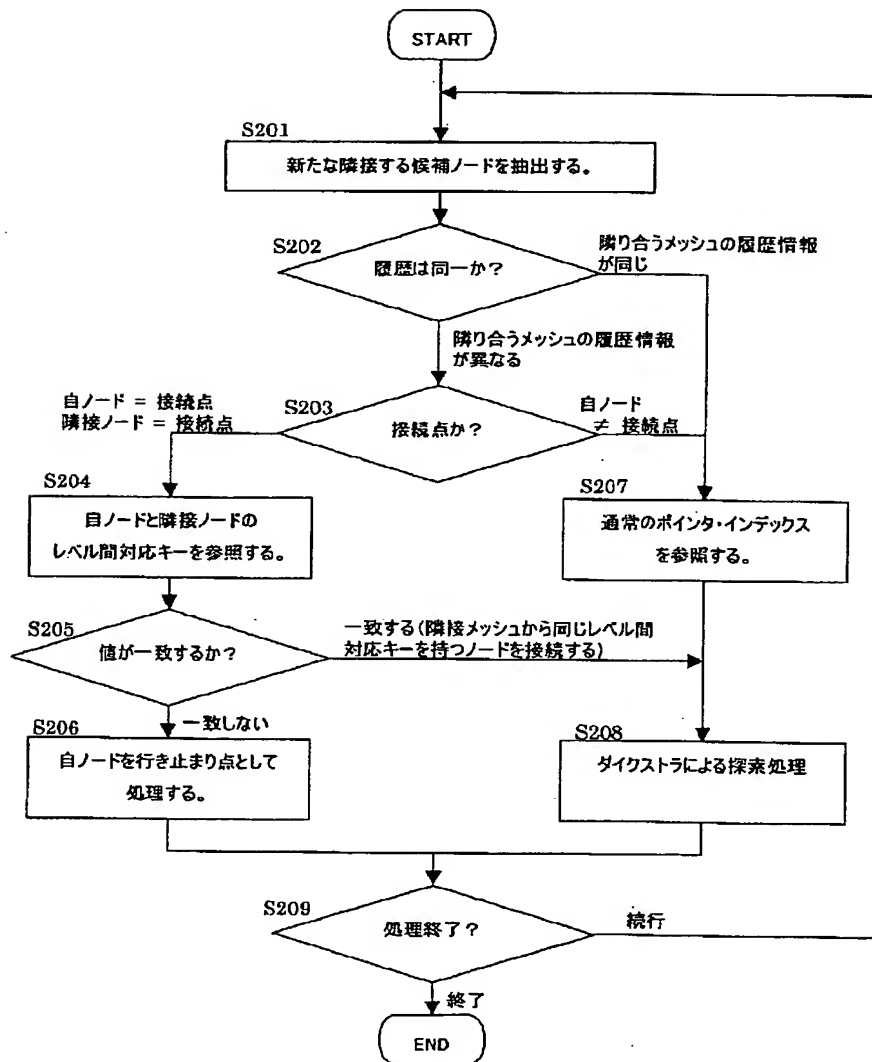 START
S201
新たな隣接する候補ノードを抽出する。
S202
履歴は同一か？
隣り合うメッシュの履歴情報
が同じ
隣り合うメッシュの履歴情報
が異なる
自ノード = 接続点
隣接ノード = 接続点
S203
接続点か？
自ノード
≠ 接続点
S204
自ノードと隣接ノードの
レベル間対応キーを参照する。
S207
通常のポインタ・インデックス
を参照する。
S205
値が一致するか？
一致する(隣接メッシュから同じレベル間
対応キーを持つノードを接続する)
一致しない
S206
自ノードを行き止まり点として
処理する。
S208
ダイクストラによる探索処理
S209
処理終了？
続行
終了
END